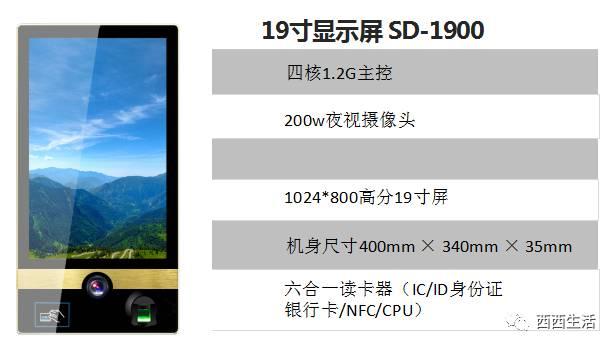 19寸显示屏 SD-1900
四核1.2G主控
200w夜视摄像头
1024*800高分19寸屏
机身尺寸400mm × 340mm × 35mm
六合一读卡器（IC/ID身份证
银行卡/NFC/CPU）
西西生活